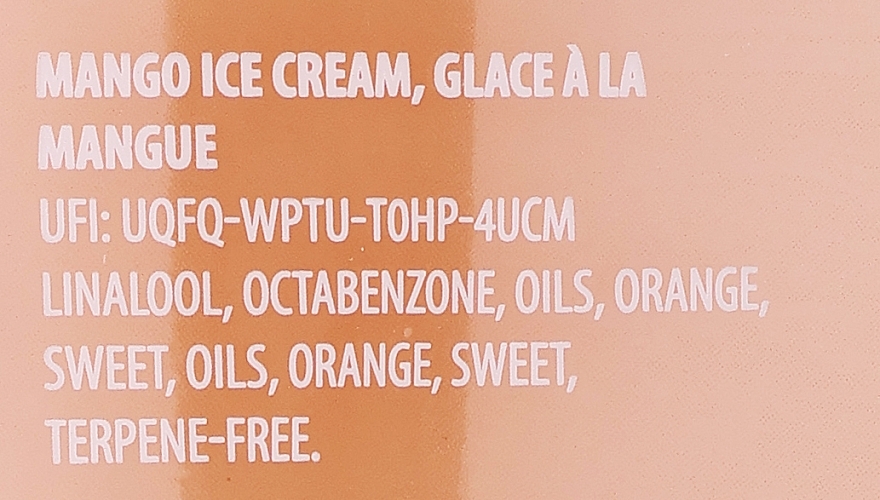 MANGO ICE CREAM, GLACE À LA
MANGUE
UFI: UQFQ-WPTU-T0HP-4UCM
LINALOOL, OCTABENZONE, OILS, ORANGE,
SWEET, OILS, ORANGE, SWEET,
TERPENE-FREE.